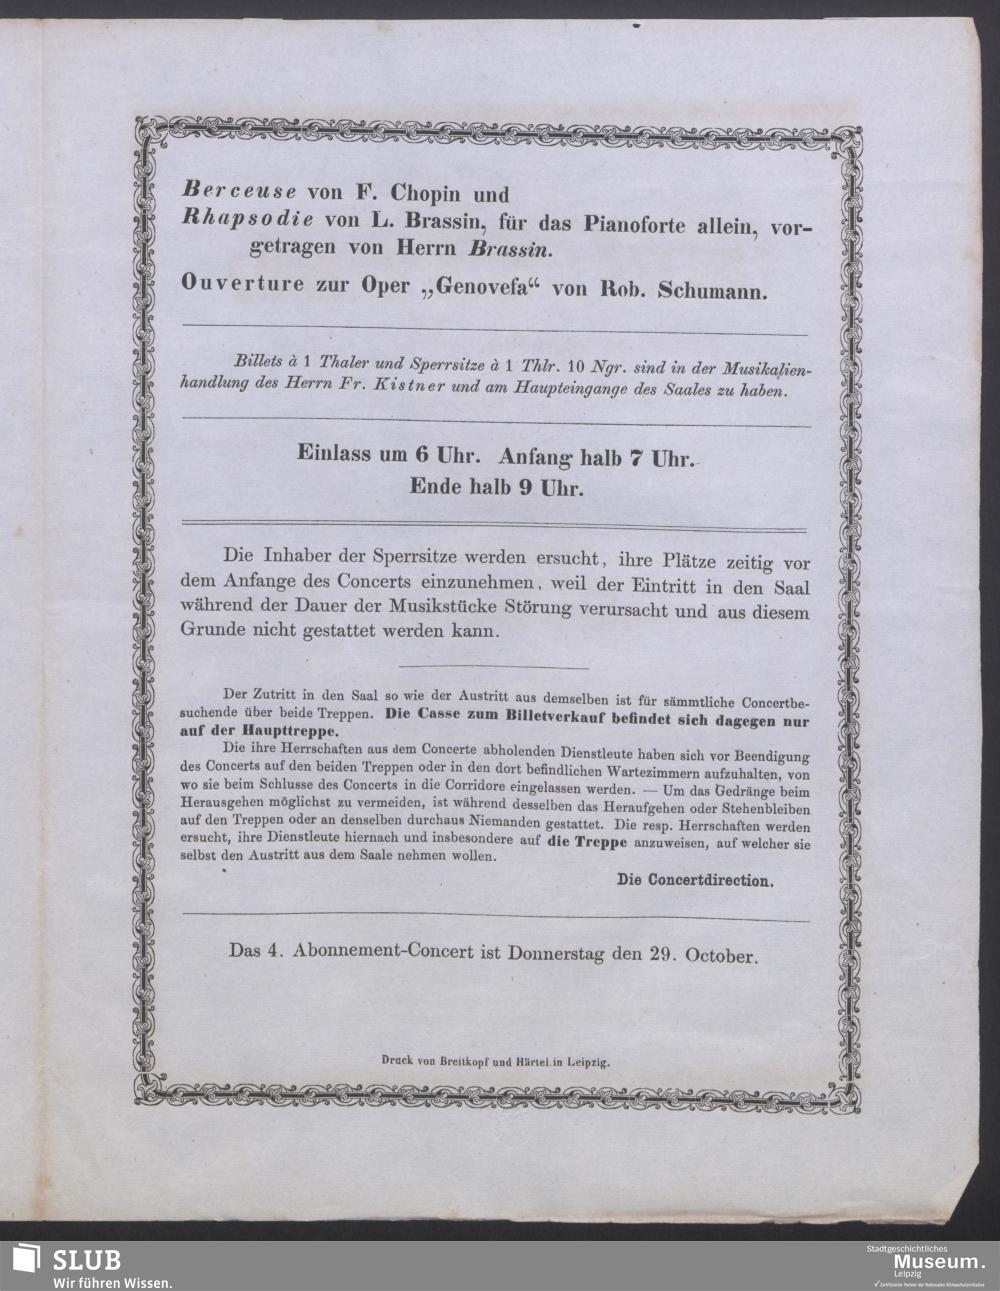 Berceuse von F. Chopin und
Rhapsodie von L. Brassin, für das Pianoforte allein, vor-
getragen von Herrn Brassin.
Ouverture zur Oper „Genovefa“ von Rob. Schumann.
Billets à 1 Thaler und Sperrsitze à 1 Thlr. 10 Ngr. sind in der Musikalien-
handlung des Herrn Fr. Kistner und am Haupteingange des Saales zu haben.
Einlass um 6 Uhr. Anfang halb 7 Uhr.
Ende halb 9 Uhr.
Die Inhaber der Sperrsitze werden ersucht, ihre Plätze zeitig vor
dem Anfange des Concerts einzunehmen, weil der Eintritt in den Saal
während der Dauer der Musikstücke Störung verursacht und aus diesem
Grunde nicht gestattet werden kann.
Der Zutritt in den Saal so wie der Austritt aus demselben ist für sämmtliche Concertbe-
suchende über beide Treppen. Die Casse zum Billetverkauf befindet sich dagegen nur
auf der Haupttreppe.
Die ihre Herrschaften aus dem Concerte abholenden Dienstleute haben sich vor Beendigung
des Concerts auf den beiden Treppen oder in den dort befindlichen Wartezimmern aufzuhalten, von
wo sie beim Schlusse des Concerts in die Corridore eingelassen werden. — Um das Gedränge beim
Herausgehen möglichst zu vermeiden, ist während desselben das Heraufgehen oder Stehenbleiben
auf den Treppen oder an denselben durchaus Niemanden gestattet. Die resp. Herrschaften werden
ersucht, ihre Dienstleute hiernach und insbesondere auf die Treppe anzuweisen, auf welcher sie
selbst den Austritt aus dem Saale nehmen wollen.
Die Concertdirection.
Das 4. Abonnement-Concert ist Donnerstag den 29. October.
Druck von Breitkopf und Härtel in Leipzig.
SLUB
Wir führen Wissen.
Stadtgeschichtliches
Museum.
Leipzig
Zertifizierter Partner der Nationalen Klimaschutzinitiative